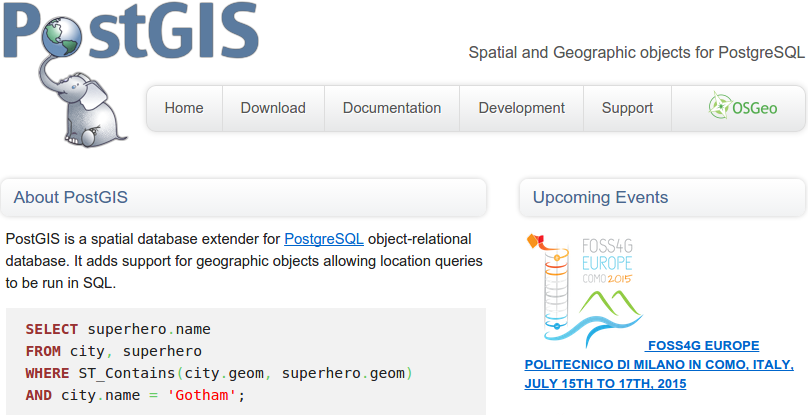 PostGIS
Spatial and Geographic objects for PostgreSQL
Home Download Documentation Development Support OSGeo
About PostGIS
PostGIS is a spatial database extender for PostgreSQL object-relational
database. It adds support for geographic objects allowing location queries
to be run in SQL.
SELECT superhero.name
FROM city, superhero
WHERE ST_Contains(city.geom, superhero.geom)
AND city.name = 'Gotham';
Upcoming Events
FOSS4G
EUROPE
COMO 2015
FOSS4G EUROPE
POLITECNICO DI MILANO IN COMO, ITALY,
JULY 15TH TO 17TH, 2015